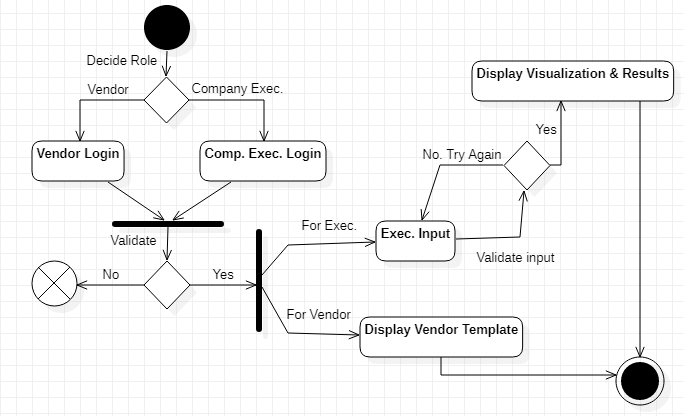 Decide Role
Vendor
Company Exec.
Display Visualization & Results
Vendor Login
Comp. Exec. Login
Yes
No. Try Again
Validate
For Exec.
Exec. Input
Validate input
No
Yes
For Vendor
Display Vendor Template